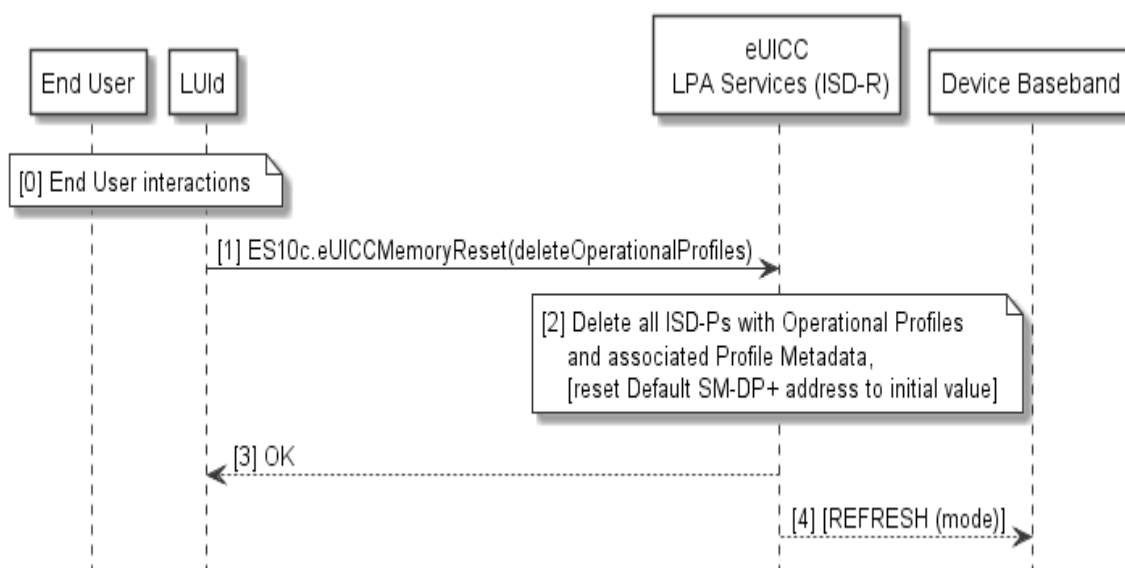 End User
LUId
eUICC
LPA Services (ISD-R)
Device Baseband
[0] End User interactions
[1] ES10c.eUICCMemoryReset(deleteOperationalProfiles)
[2] Delete all ISD-Ps with Operational Profiles
and associated Profile Metadata,
[reset Default SM-DP+ address to initial value]
[3] OK
[4] [REFRESH (mode)]